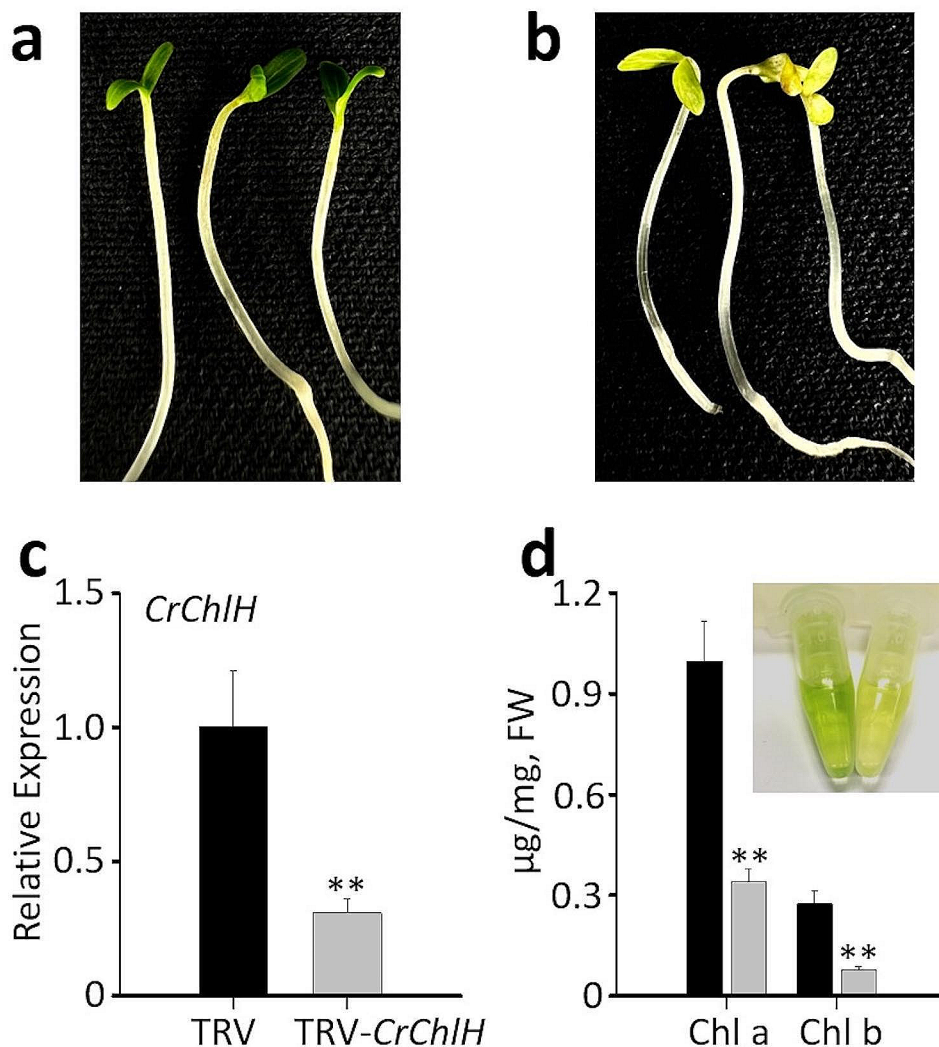 a
b
c
1.5
1.0
0.5
0
Relative Expression
CrChlH
**
TRV
TRV-CrChlH
d
1.2
0.9
0.6
0.3
0
µg/mg, FW
**
**
Chl a
Chl b